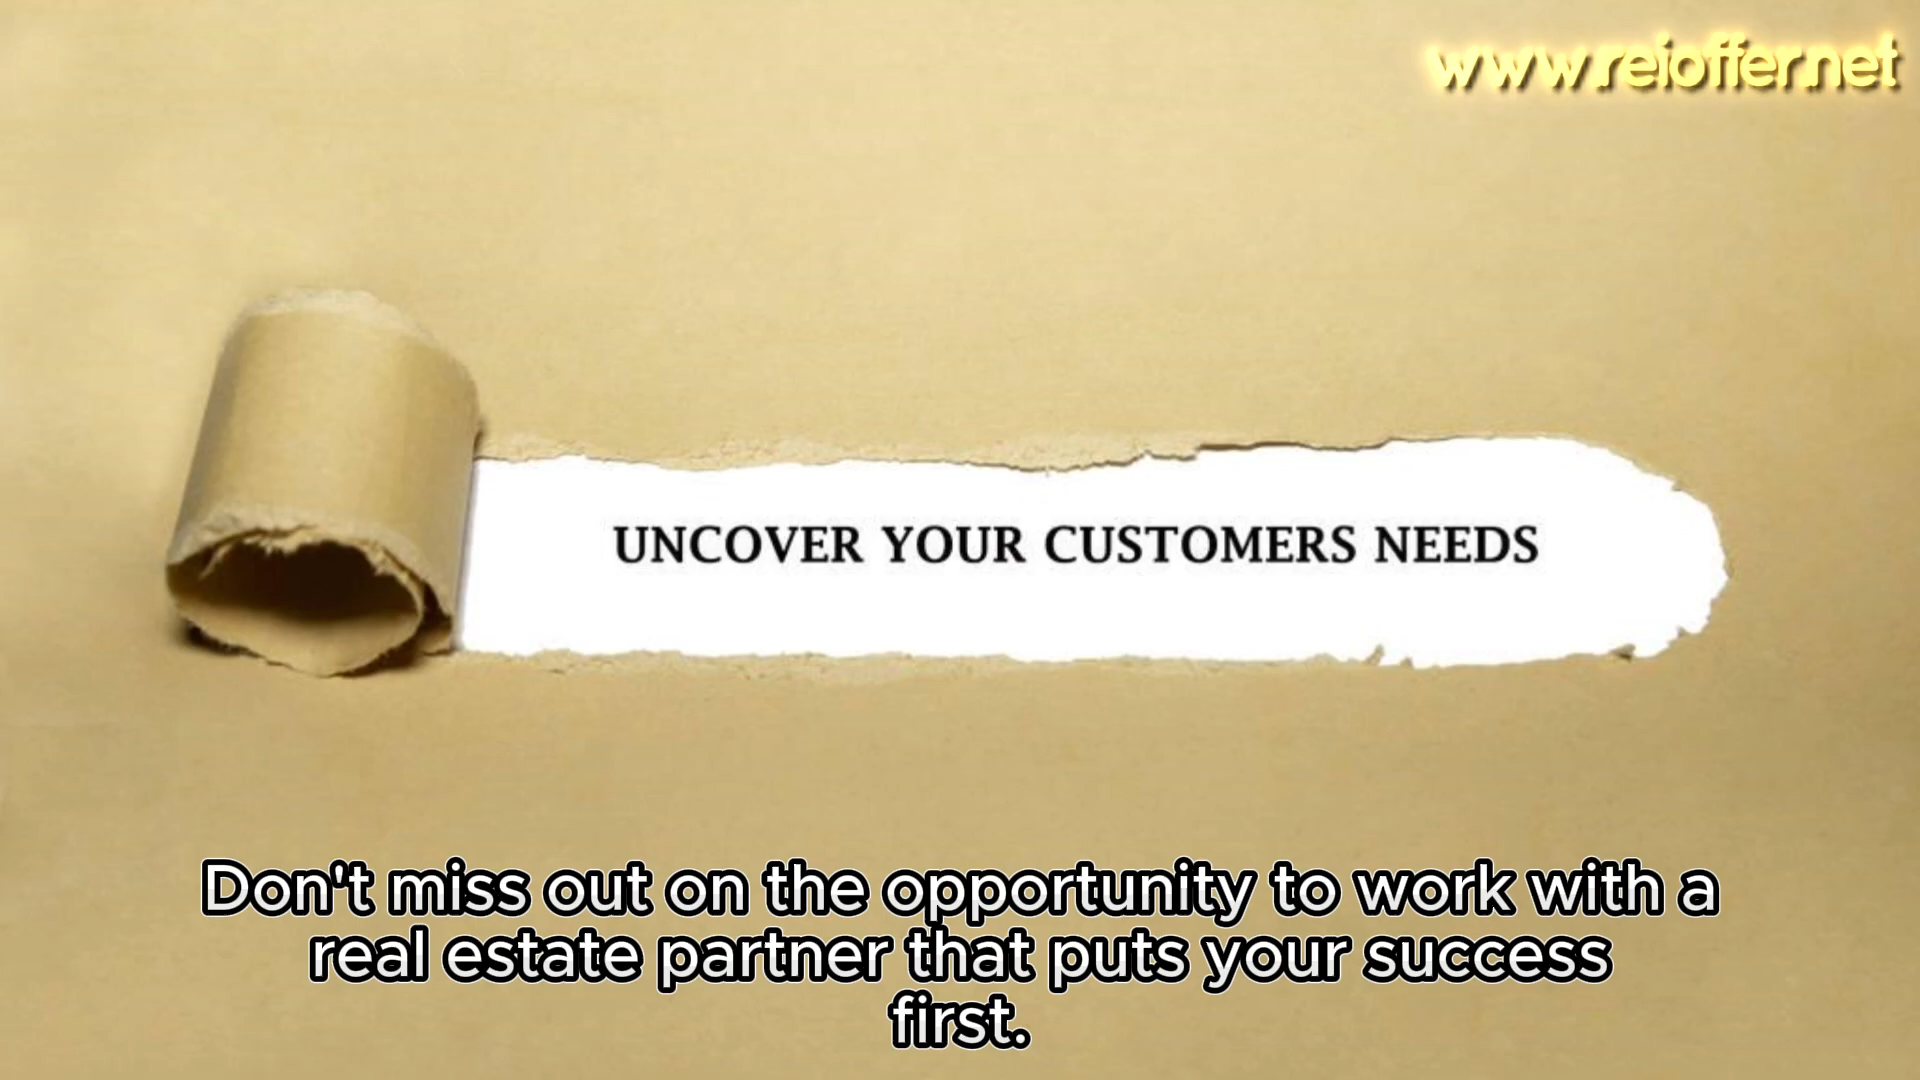 www.reioffer.net
UNCOVER YOUR CUSTOMERS NEEDS
Don't miss out on the opportunity to work with a
real estate partner that puts your success
first.